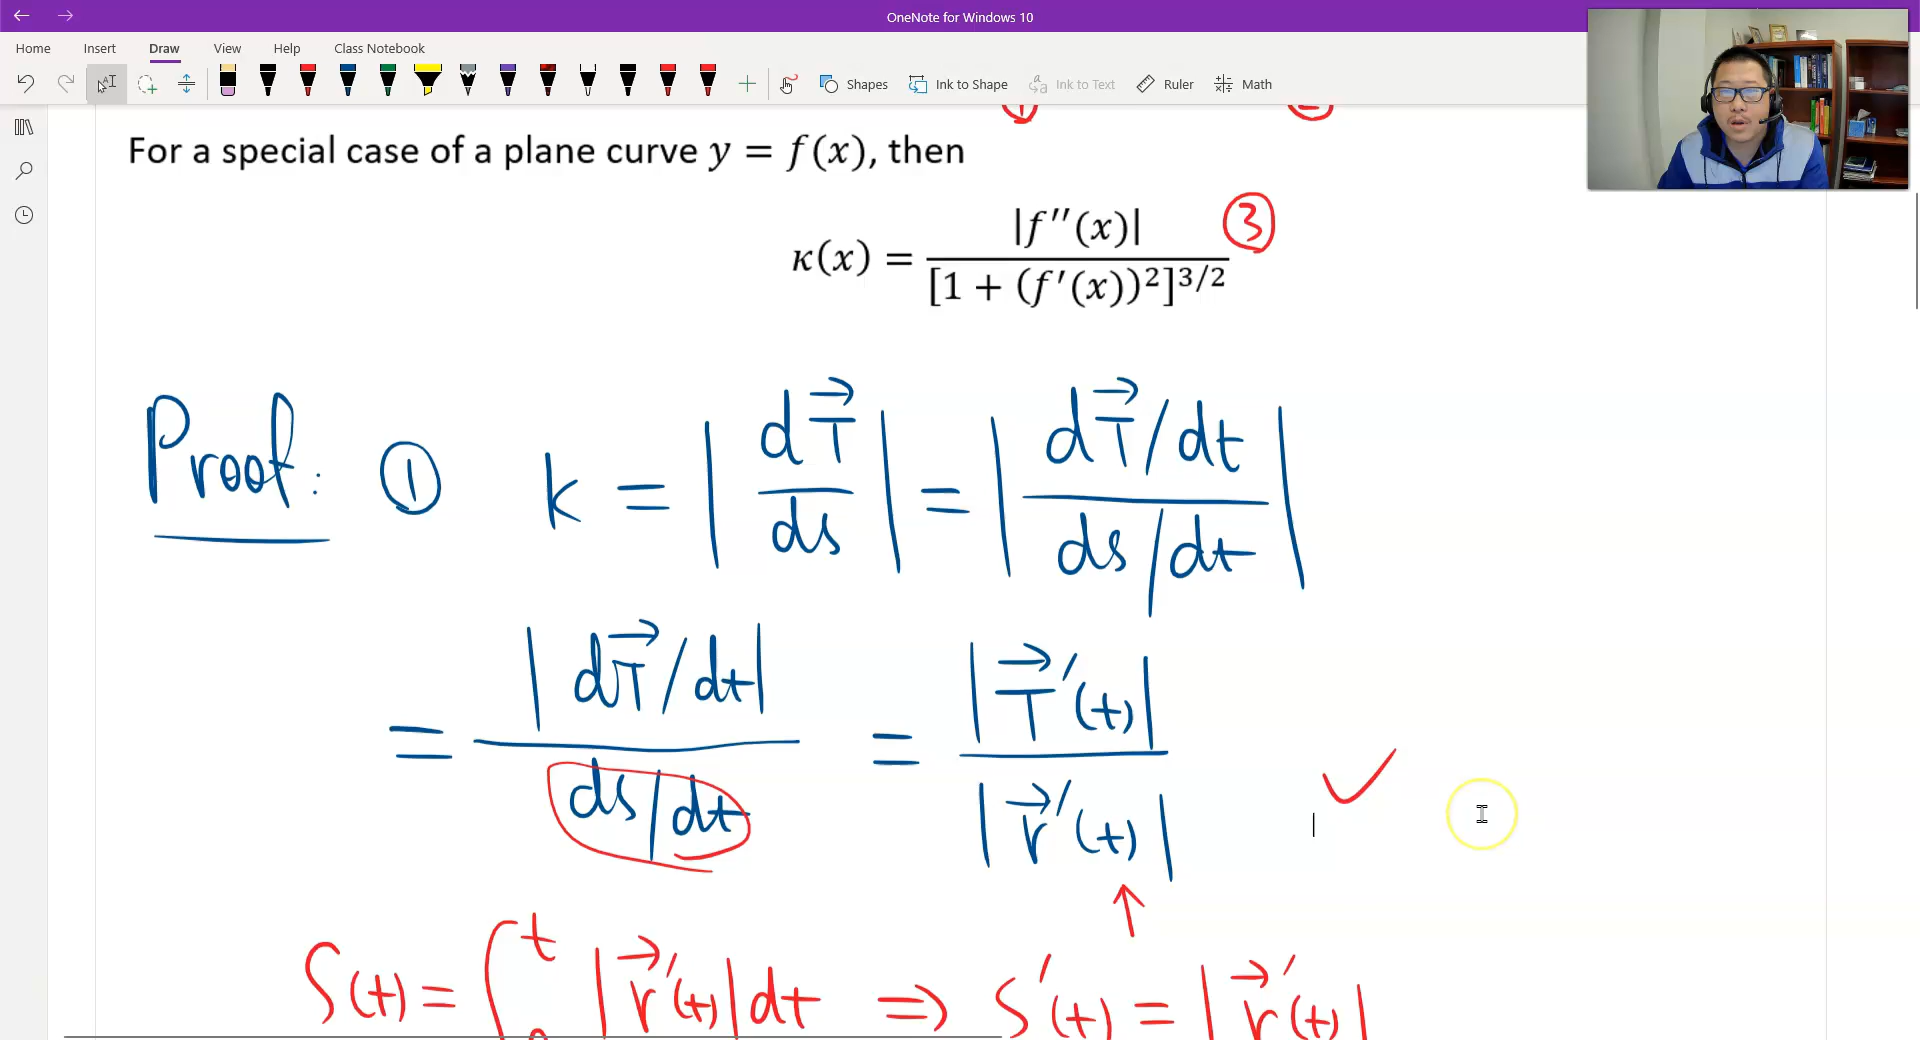 OneNote for Windows 10
Home Insert Draw View Help Class Notebook
Shapes Ink to Shape Ink to Text Ruler Math
For a special case of a plane curve y = f(x), then
κ(x) = |f''(x)| / [1 + (f'(x))²]^{3/2} ③
Proof: ① k = |dT⃗/ds| = |(dT⃗/dt)/(ds/dt)|
= |dT⃗/dt| / (ds/dt) = |T⃗'(t)| / |r⃗'(t)| ✓
↑
S(t) = ∫₀ᵗ |r⃗'(t)| dt ⇒ S'(t) = |r⃗'(t)|